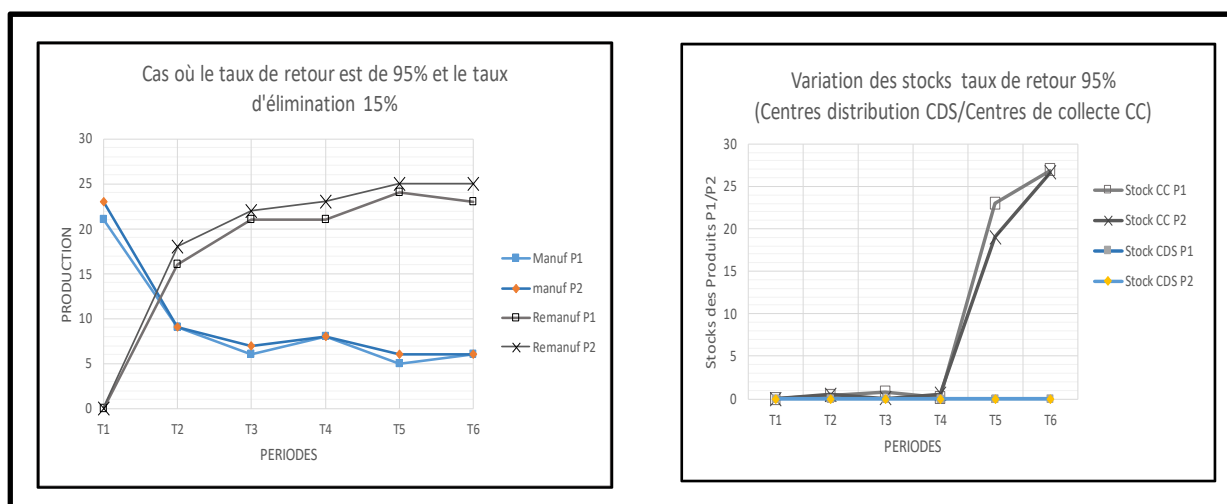 Cas où le taux de retour est de 95% et le taux
d'élimination 15%
30
25
20
15
10
5
0
PRODUCTION
T1 T2 T3 T4 T5 T6
PERIODES
Manuf P1
manuf P2
Remanuf P1
Remanuf P2
Variation des stocks taux de retour 95%
(Centres distribution CDS/Centres de collecte CC)
30
25
20
15
10
5
0
Stocks des Produits P1/P2
T1 T2 T3 T4 T5 T6
PERIODES
Stock CC P1
Stock CC P2
Stock CDS P1
Stock CDS P2